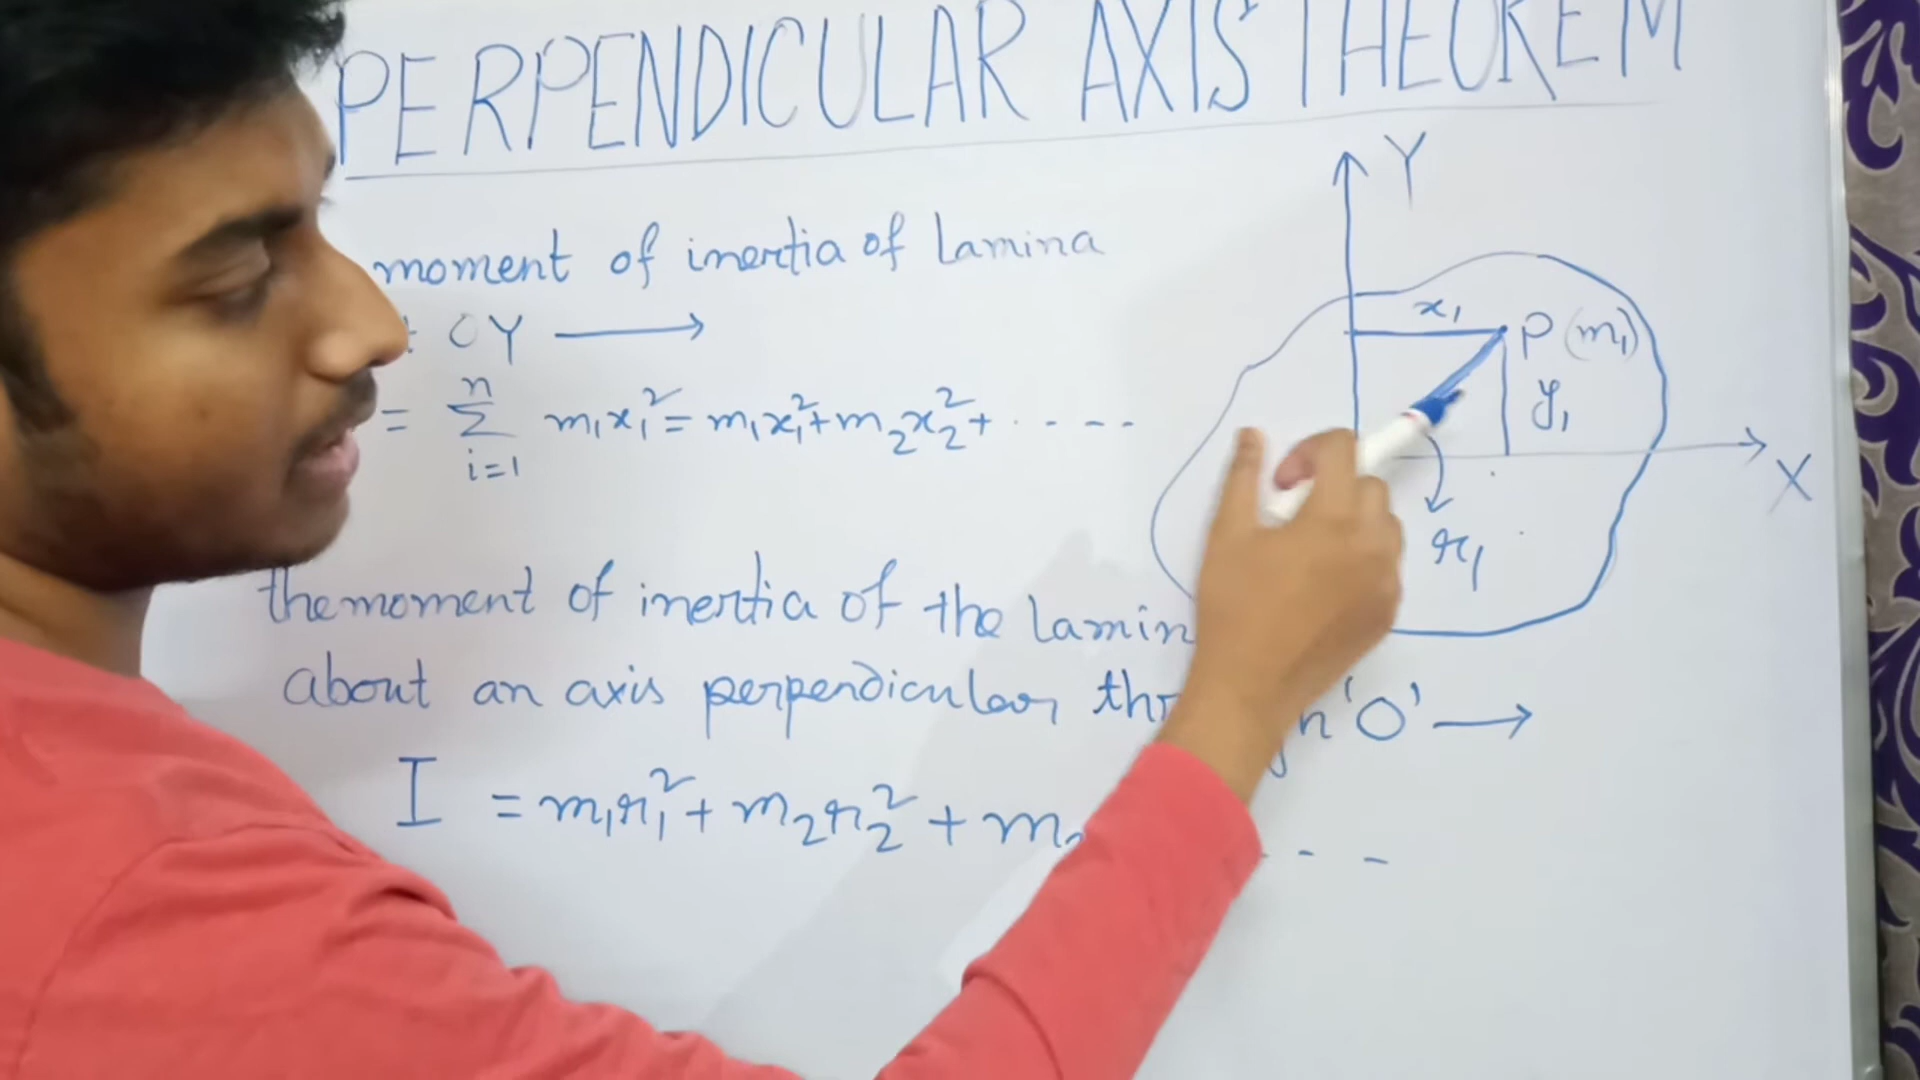 PERPENDICULAR AXIS THEOREM
moment of inertia of Lamina
OY →
= Σ m₁x₁² = m₁x₁² + m₂x₂² + - - - -
n
i=1
the moment of inertia of the lamin
about an axis perpendicular 'O' →
I = m₁r₁² + m₂r₂² + m - - -
Y
x₁
P (m₁)
y₁
X
r₁